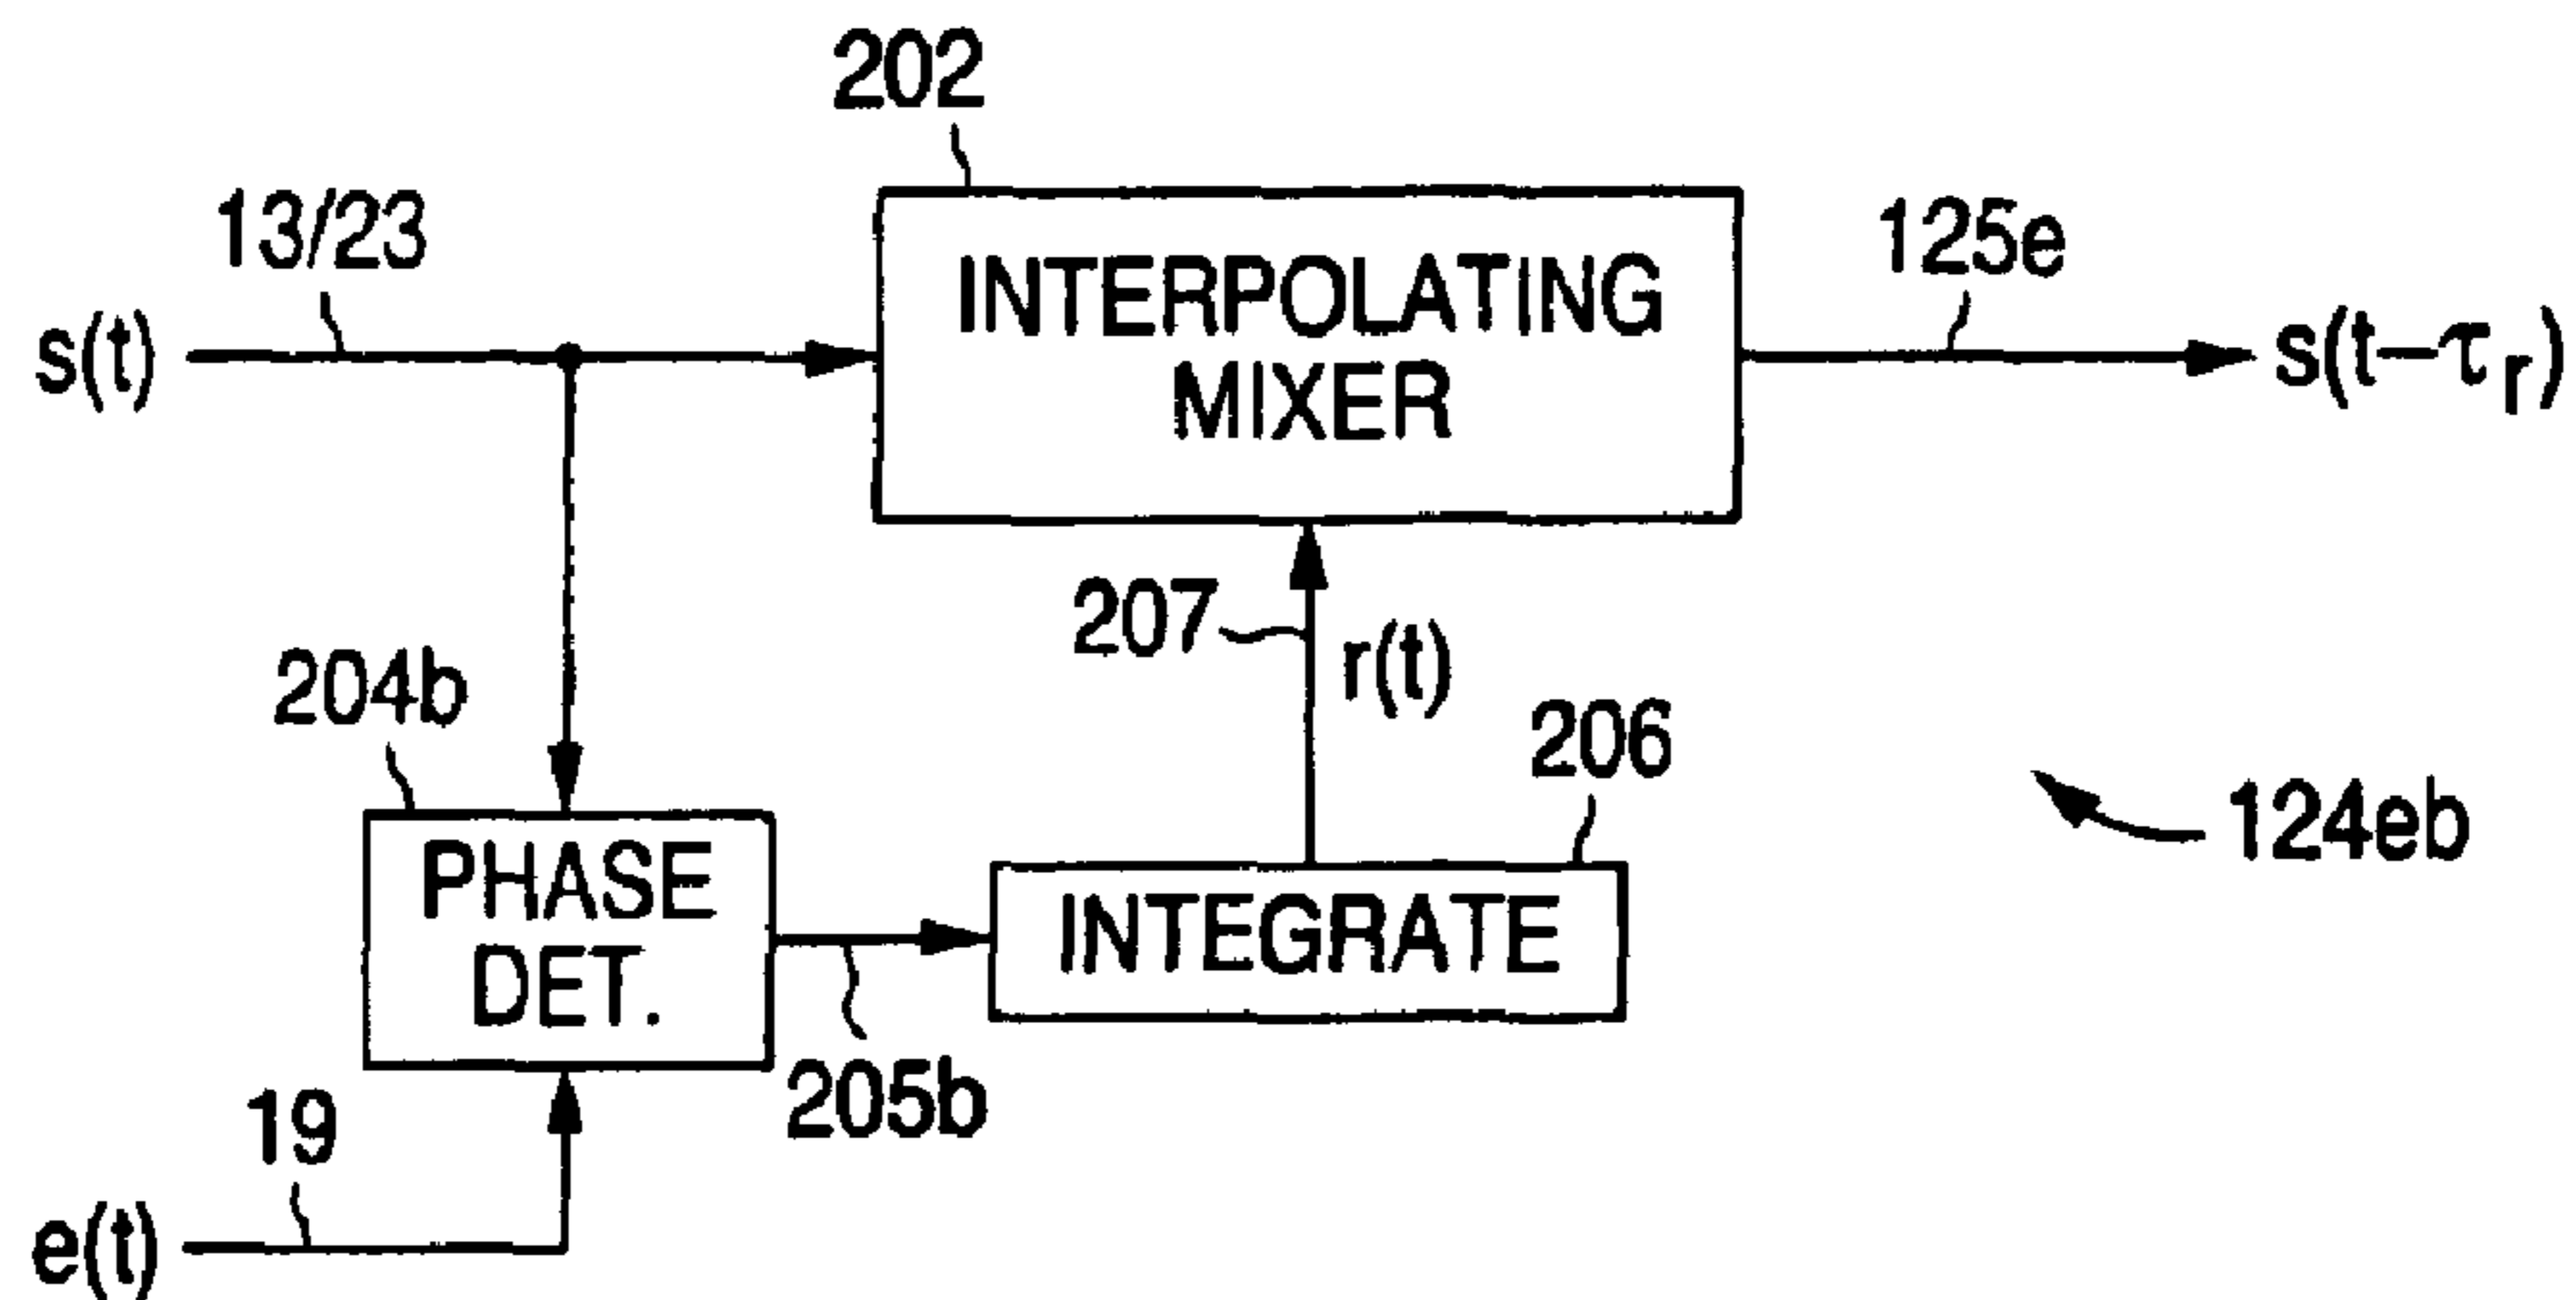 202
13/23
125e
s(t)
INTERPOLATING
MIXER
s(t-τr)
207
r(t)
204b
206
124eb
PHASE
DET.
INTEGRATE
205b
19
e(t)